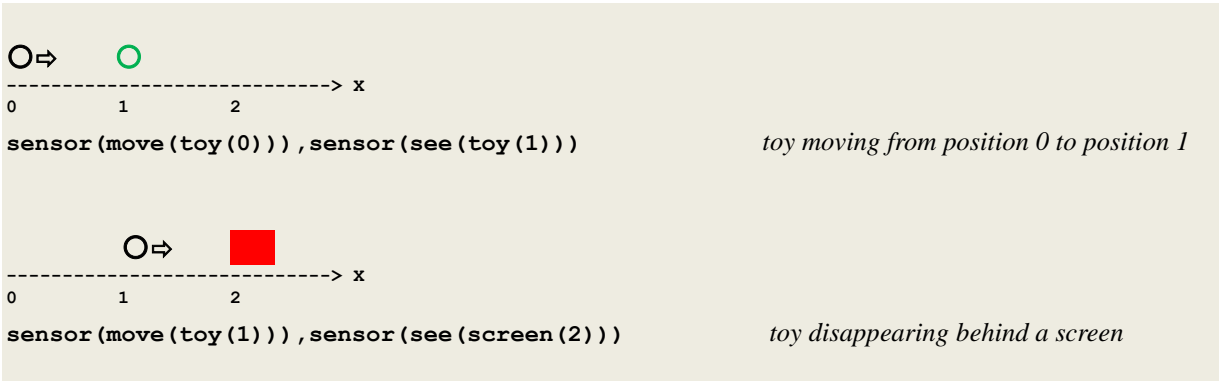 -----------------------------> X
0 1 2
sensor(move(toy(0))),sensor(see(toy(1))) toy moving from position 0 to position 1
-----------------------------> X
0 1 2
sensor(move(toy(1))),sensor(see(screen(2))) toy disappearing behind a screen